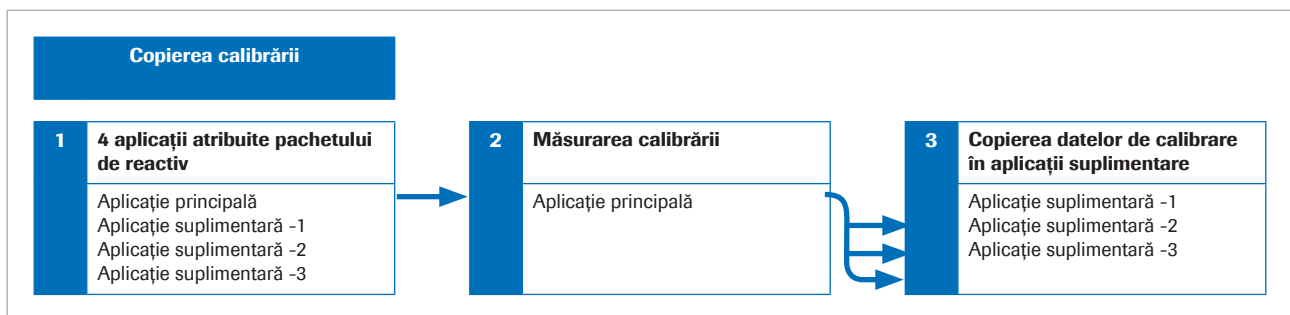 Copierea calibrării
1
4 aplicații atribuite pachetului
de reactiv
Aplicație principală
Aplicație suplimentară -1
Aplicație suplimentară -2
Aplicație suplimentară -3
2
Măsurarea calibrării
Aplicație principală
3
Copierea datelor de calibrare
în aplicații suplimentare
Aplicație suplimentară -1
Aplicație suplimentară -2
Aplicație suplimentară -3